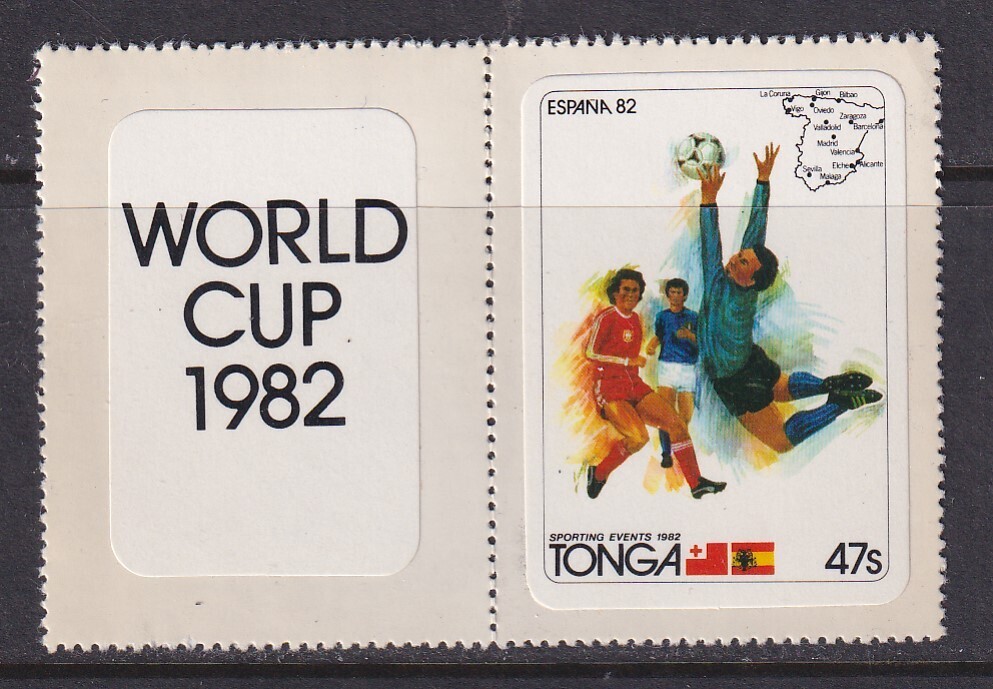 WORLD
CUP
1982
ESPAÑA 82
La Coruna
Gijon
Bilbao
Vigo
Oviedo
Zaragoza
Valladolid
Barcelona
Madrid
Valencia
Elche
Alicante
Sevilla
Malaga
SPORTING EVENTS 1982
TONGA
47s